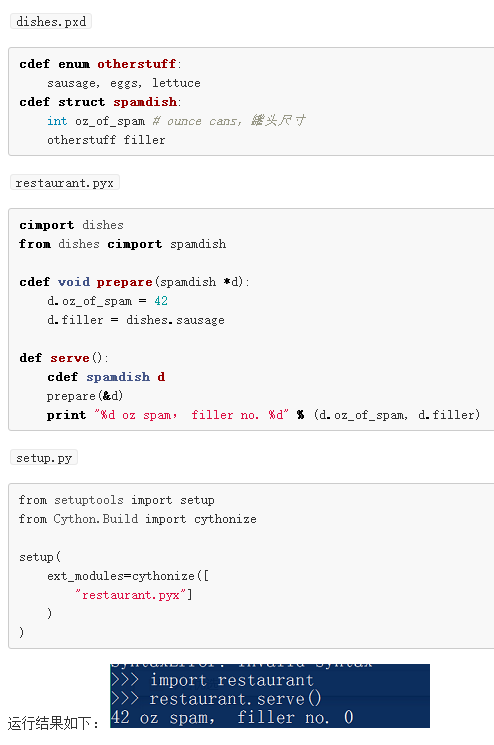 dishes.pxd
cdef enum otherstuff:
    sausage, eggs, lettuce
cdef struct spamdish:
    int oz_of_spam # ounce cans, 罐头尺寸
    otherstuff filler
restaurant.pyx
cimport dishes
from dishes cimport spamdish
cdef void prepare(spamdish *d):
    d.oz_of_spam = 42
    d.filler = dishes.sausage
def serve():
    cdef spamdish d
    prepare(&d)
    print "%d oz spam， filler no. %d" % (d.oz_of_spam, d.filler)
setup.py
from setuptools import setup
from Cython.Build import cythonize
setup(
    ext_modules=cythonize([
        "restaurant.pyx"]
    )
)
SyntaxError: invalid syntax
>>> import restaurant
>>> restaurant.serve()
运行结果如下： 42 oz spam， filler no. 0